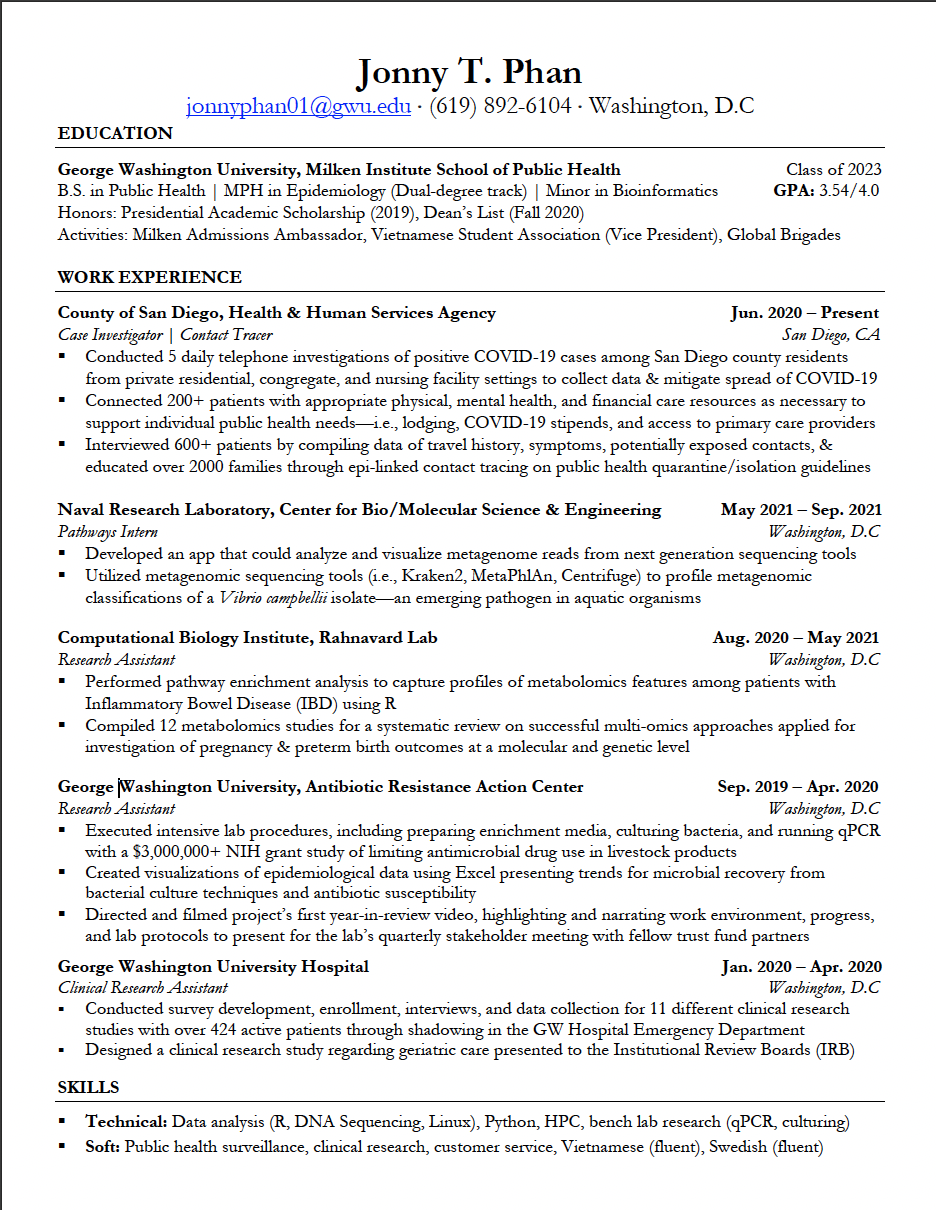 Jonny T. Phan
jonnyphan01@gwu.edu · (619) 892-6104 · Washington, D.C
EDUCATION
George Washington University, Milken Institute School of Public Health Class of 2023
B.S. in Public Health | MPH in Epidemiology (Dual-degree track) | Minor in Bioinformatics GPA: 3.54/4.0
Honors: Presidential Academic Scholarship (2019), Dean's List (Fall 2020)
Activities: Milken Admissions Ambassador, Vietnamese Student Association (Vice President), Global Brigades
WORK EXPERIENCE
County of San Diego, Health & Human Services Agency Jun. 2020 – Present
Case Investigator | Contact Tracer San Diego, CA
▪ Conducted 5 daily telephone investigations of positive COVID-19 cases among San Diego county residents
from private residential, congregate, and nursing facility settings to collect data & mitigate spread of COVID-19
▪ Connected 200+ patients with appropriate physical, mental health, and financial care resources as necessary to
support individual public health needs—i.e., lodging, COVID-19 stipends, and access to primary care providers
▪ Interviewed 600+ patients by compiling data of travel history, symptoms, potentially exposed contacts, &
educated over 2000 families through epi-linked contact tracing on public health quarantine/isolation guidelines
Naval Research Laboratory, Center for Bio/Molecular Science & Engineering May 2021 – Sep. 2021
Pathways Intern Washington, D.C
▪ Developed an app that could analyze and visualize metagenome reads from next generation sequencing tools
▪ Utilized metagenomic sequencing tools (i.e., Kraken2, MetaPhlAn, Centrifuge) to profile metagenomic
classifications of a Vibrio campbellii isolate—an emerging pathogen in aquatic organisms
Computational Biology Institute, Rahnavard Lab Aug. 2020 – May 2021
Research Assistant Washington, D.C
▪ Performed pathway enrichment analysis to capture profiles of metabolomics features among patients with
Inflammatory Bowel Disease (IBD) using R
▪ Compiled 12 metabolomics studies for a systematic review on successful multi-omics approaches applied for
investigation of pregnancy & preterm birth outcomes at a molecular and genetic level
George Washington University, Antibiotic Resistance Action Center Sep. 2019 – Apr. 2020
Research Assistant Washington, D.C
▪ Executed intensive lab procedures, including preparing enrichment media, culturing bacteria, and running qPCR
with a $3,000,000+ NIH grant study of limiting antimicrobial drug use in livestock products
▪ Created visualizations of epidemiological data using Excel presenting trends for microbial recovery from
bacterial culture techniques and antibiotic susceptibility
▪ Directed and filmed project's first year-in-review video, highlighting and narrating work environment, progress,
and lab protocols to present for the lab's quarterly stakeholder meeting with fellow trust fund partners
George Washington University Hospital Jan. 2020 – Apr. 2020
Clinical Research Assistant Washington, D.C
▪ Conducted survey development, enrollment, interviews, and data collection for 11 different clinical research
studies with over 424 active patients through shadowing in the GW Hospital Emergency Department
▪ Designed a clinical research study regarding geriatric care presented to the Institutional Review Boards (IRB)
SKILLS
▪ Technical: Data analysis (R, DNA Sequencing, Linux), Python, HPC, bench lab research (qPCR, culturing)
▪ Soft: Public health surveillance, clinical research, customer service, Vietnamese (fluent), Swedish (fluent)